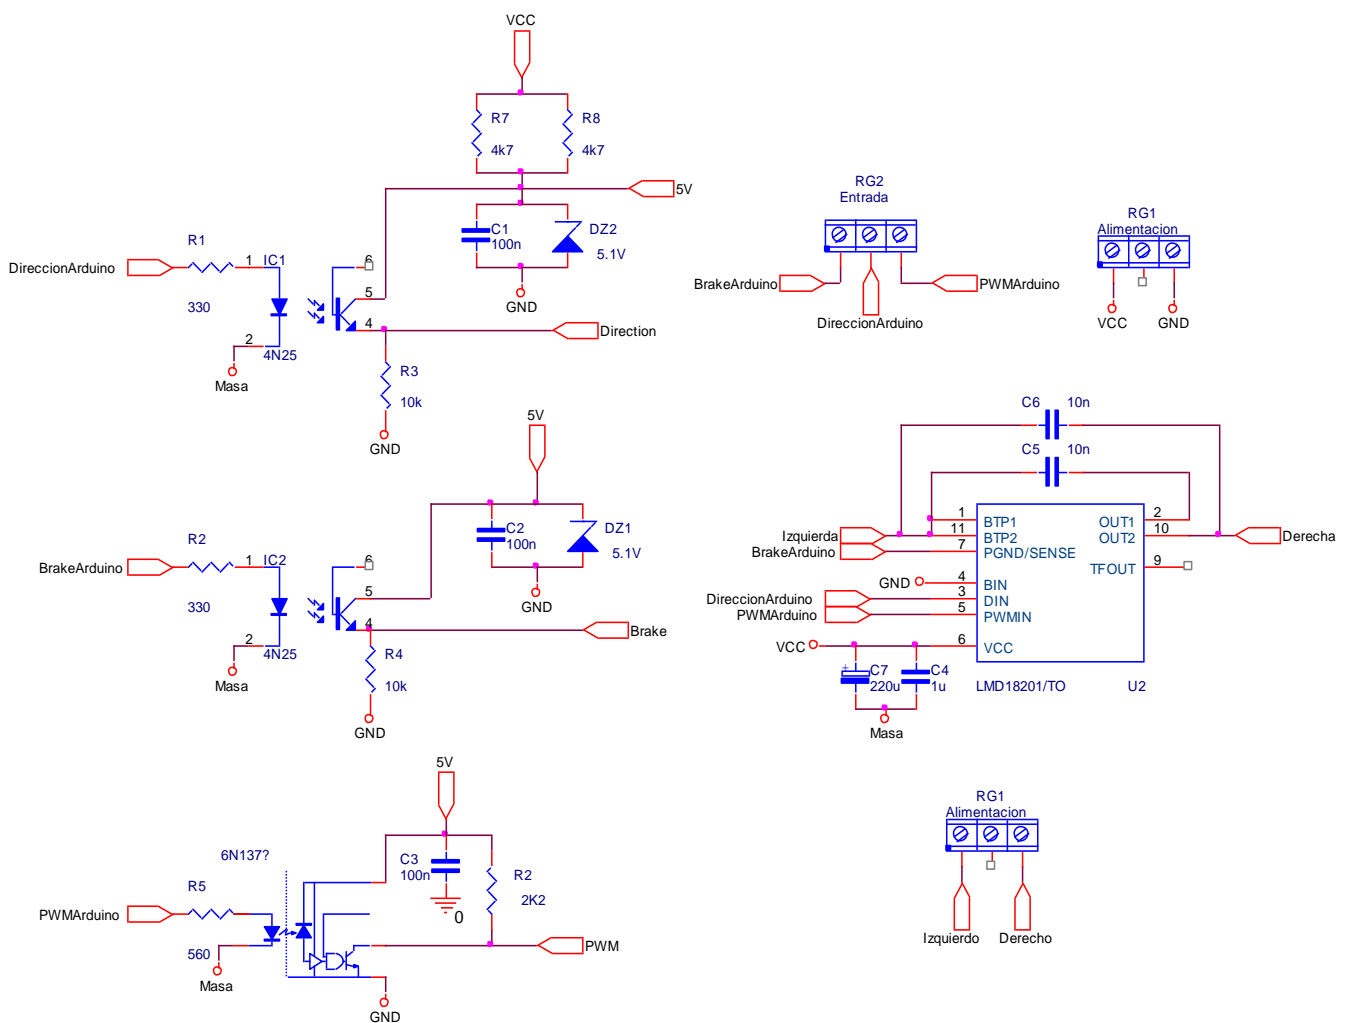 VCC
R7
4k7
R8
4k7
5V
C1
100n
DZ2
5.1V
GND
R1
DireccionArduino
330
1
IC1
6
5
4
2
4N25
Masa
Direction
R3
10k
GND
5V
C2
100n
DZ1
5.1V
GND
R2
BrakeArduino
330
1
IC2
6
5
4
2
4N25
Masa
Brake
R4
10k
GND
5V
6N137?
C3
100n
0
R2
2K2
R5
PWMArduino
560
Masa
PWM
GND
RG2
Entrada
BrakeArduino
PWMArduino
DireccionArduino
RG1
Alimentacion
VCC
GND
C6
10n
C5
10n
Izquierda
BrakeArduino
GND
DireccionArduino
PWMArduino
VCC
1
11
7
4
3
5
6
BTP1
BTP2
PGND/SENSE
BIN
DIN
PWMIN
VCC
OUT1
OUT2
TFOUT
2
10
9
Derecha
C7
220u
C4
1u
Masa
LMD18201/TO
U2
RG1
Alimentacion
Izquierdo
Derecho